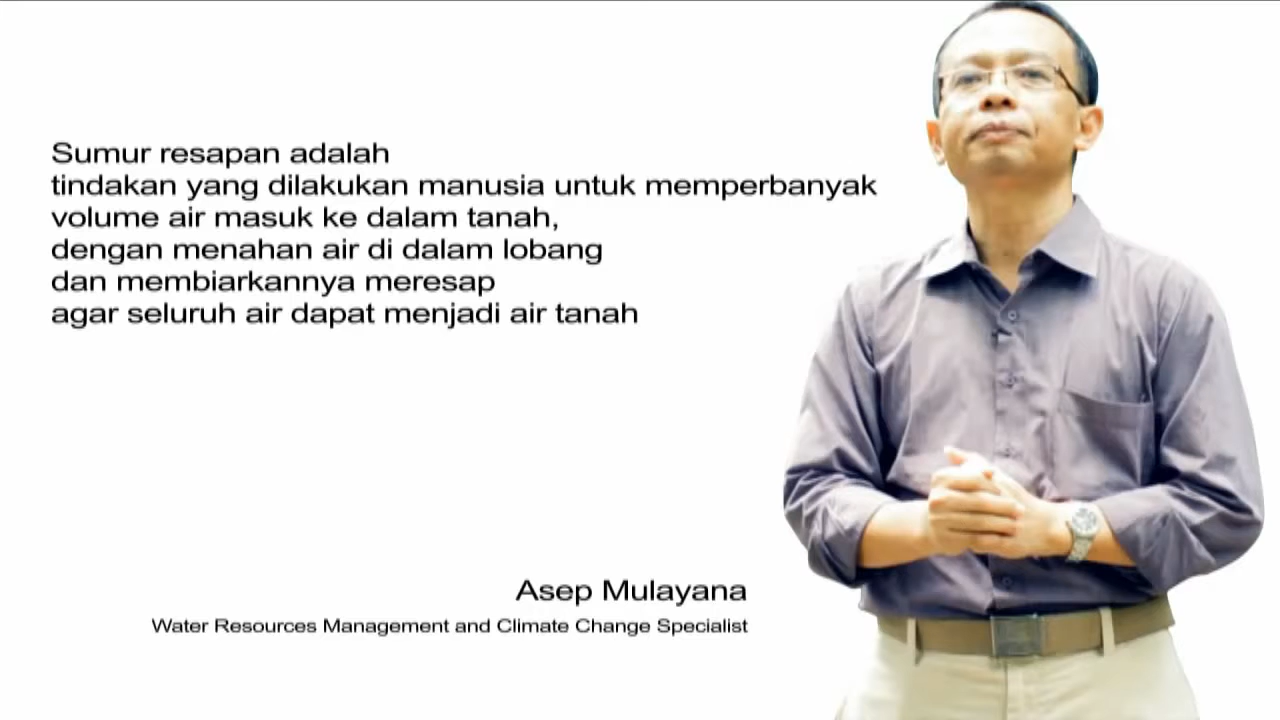 Sumur resapan adalah
tindakan yang dilakukan manusia untuk memperbanyak
volume air masuk ke dalam tanah,
dengan menahan air di dalam lobang
dan membiarkannya meresap
agar seluruh air dapat menjadi air tanah
Asep Mulayana
Water Resources Management and Climate Change Specialist